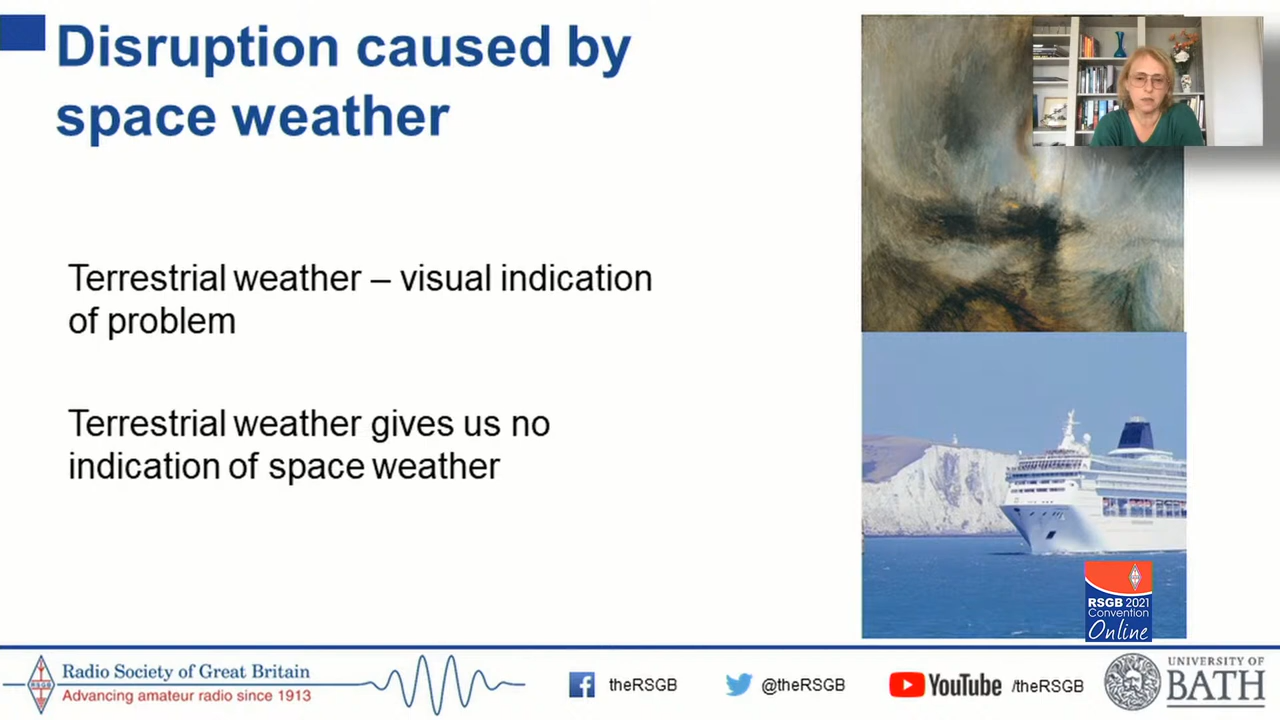 Disruption caused by
space weather
Terrestrial weather – visual indication
of problem
Terrestrial weather gives us no
indication of space weather
RSGB 2021
Convention
Online
RSGB
Radio Society of Great Britain
Advancing amateur radio since 1913
theRSGB
@theRSGB
YouTube /theRSGB
UNIVERSITY OF
BATH